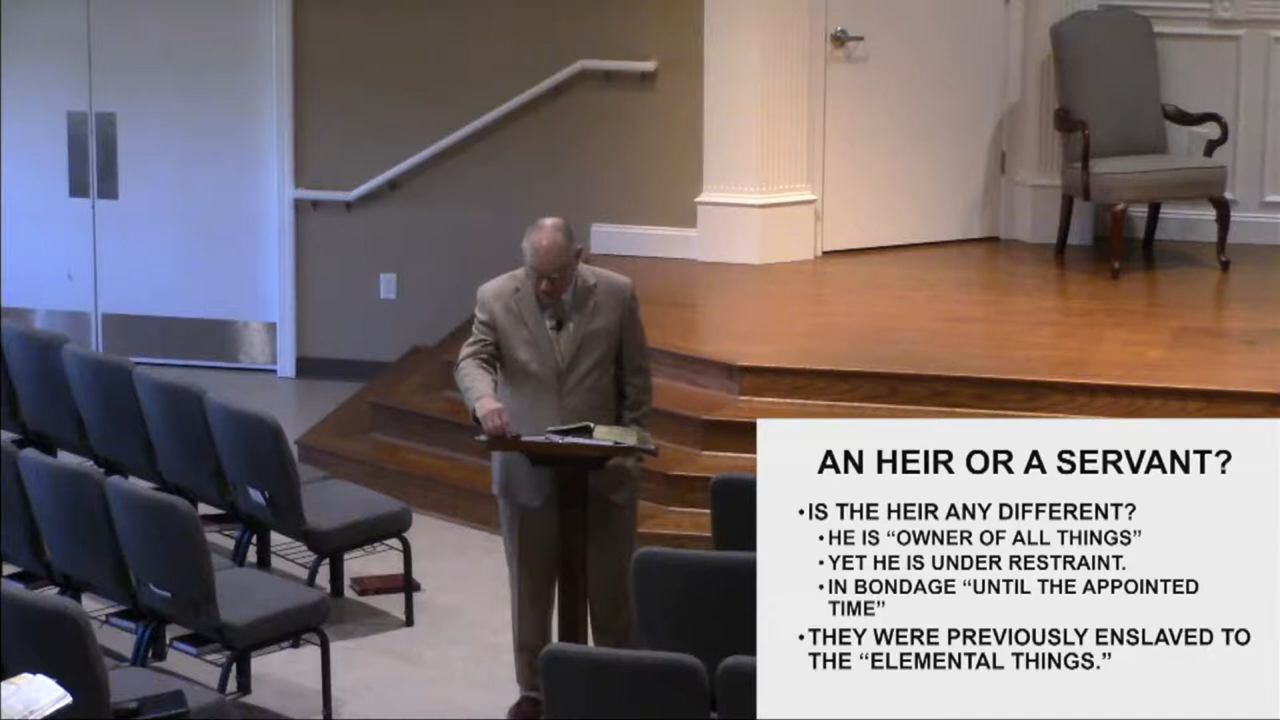 AN HEIR OR A SERVANT?
•IS THE HEIR ANY DIFFERENT?
•HE IS “OWNER OF ALL THINGS”
•YET HE IS UNDER RESTRAINT.
•IN BONDAGE “UNTIL THE APPOINTED
TIME”
•THEY WERE PREVIOUSLY ENSLAVED TO
THE “ELEMENTAL THINGS.”